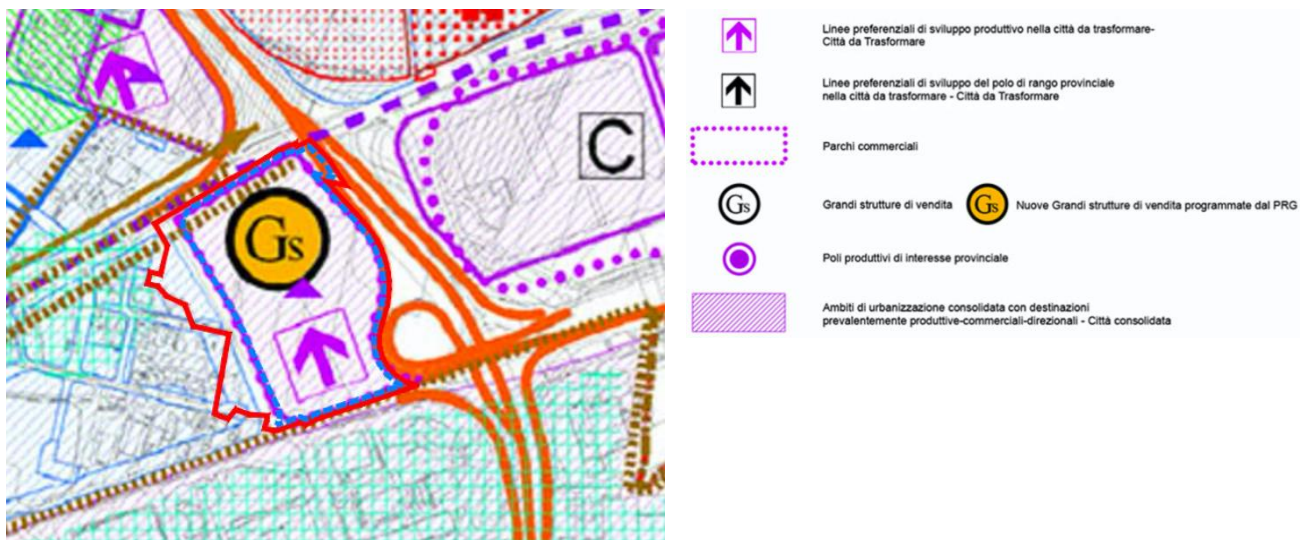 Gs
C
Linee preferenziali di sviluppo produttivo nella città da trasformare-
Città da Trasformare
Linee preferenziali di sviluppo del polo di rango provinciale
nella città da trasformare - Città da Trasformare
Parchi commerciali
Gs
Grandi strutture di vendita
Gs
Nuove Grandi strutture di vendita programmate dal PRG
Poli produttivi di interesse provinciale
Ambiti di urbanizzazione consolidata con destinazioni
prevalentemente produttive-commerciali-direzionali - Città consolidata